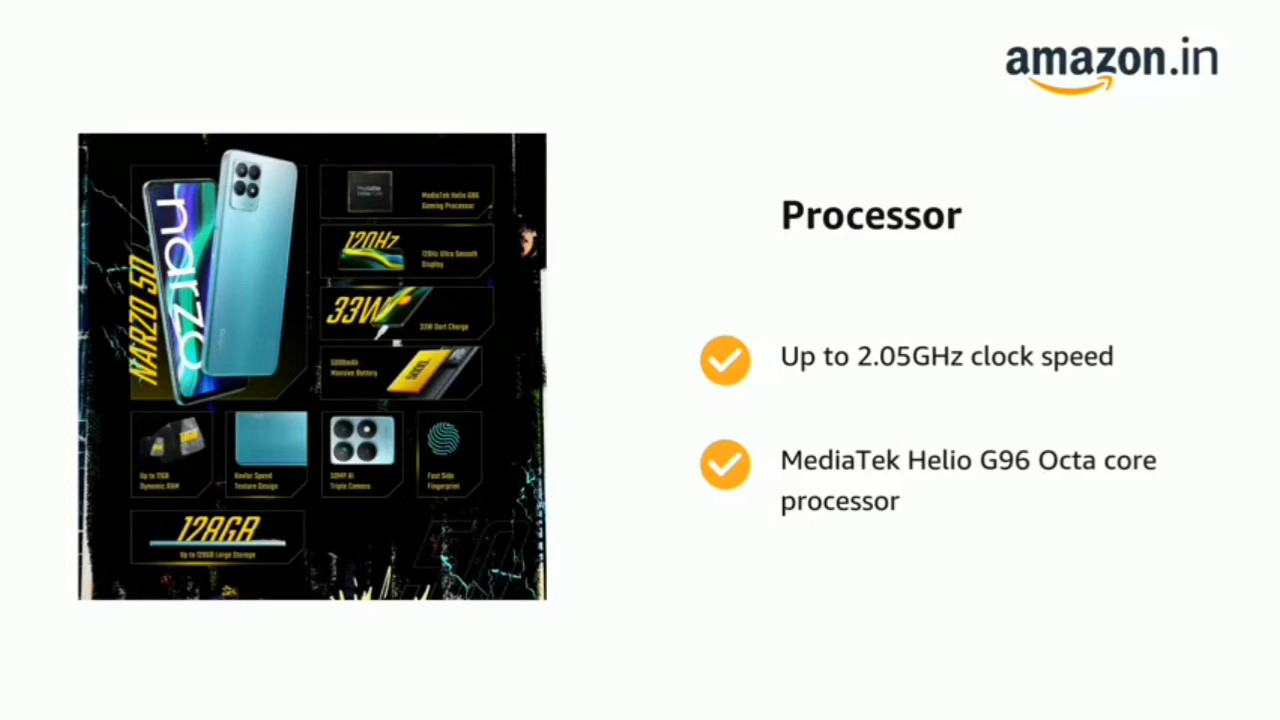 amazon.in
NARZO 50
narzo
MediaTek Helio G96
Gaming Processor
120Hz
120Hz Ultra Smooth
Display
33W
33W Dart Charge
5000mAh
Massive Battery
5000
Up to 11GB
Dynamic RAM
Kevlar Speed
Texture Design
50MP AI
Triple Camera
Fast Side
Fingerprint
128GB
Up to 128GB Large Storage
Processor
Up to 2.05GHz clock speed
MediaTek Helio G96 Octa core
processor